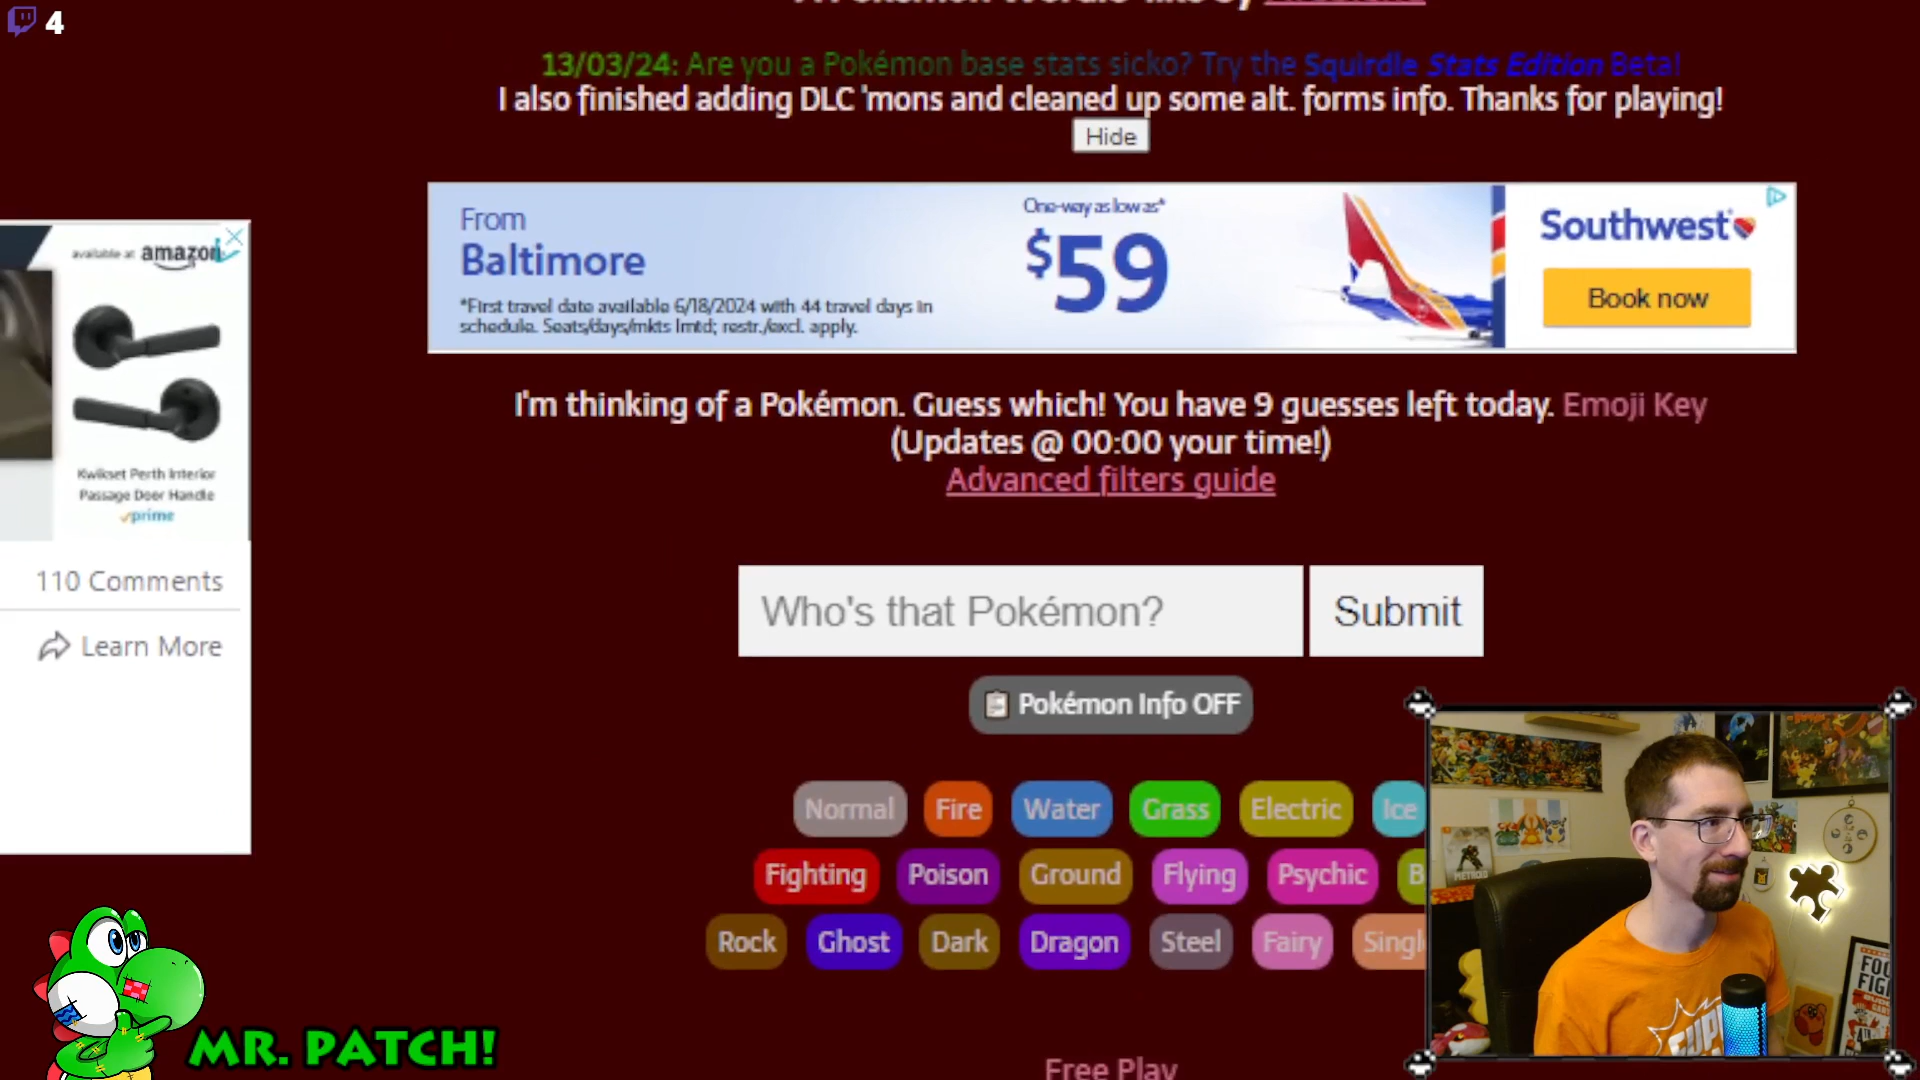 4
13/03/24: Are you a Pokémon base stats sicko? Try the Squirdle Stats Edition Beta!
I also finished adding DLC 'mons and cleaned up some alt. forms info. Thanks for playing!
Hide
From
Baltimore
*First travel date available 6/18/2024 with 44 travel days in
schedule. Seats/days/mkts lmtd; restr./excl. apply.
One-way as low as*
$59
Southwest
Book now
available at amazon
Kwikset Perth Interior
Passage Door Handle
prime
110 Comments
Learn More
I'm thinking of a Pokémon. Guess which! You have 9 guesses left today. Emoji Key
(Updates @ 00:00 your time!)
Advanced filters guide
Who's that Pokémon?
Submit
Pokémon Info OFF
Normal Fire Water Grass Electric Ice
Fighting Poison Ground Flying Psychic B
Rock Ghost Dark Dragon Steel Fairy Singl
Free Play
MR. PATCH!
METROID